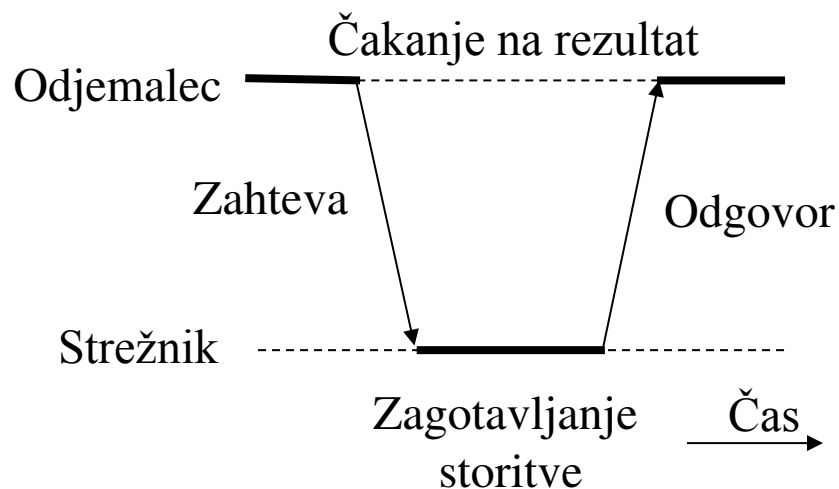 Čakanje na rezultat
Odjemalec
Zahteva
Odgovor
Strežnik
Zagotavljanje
storitve
Čas